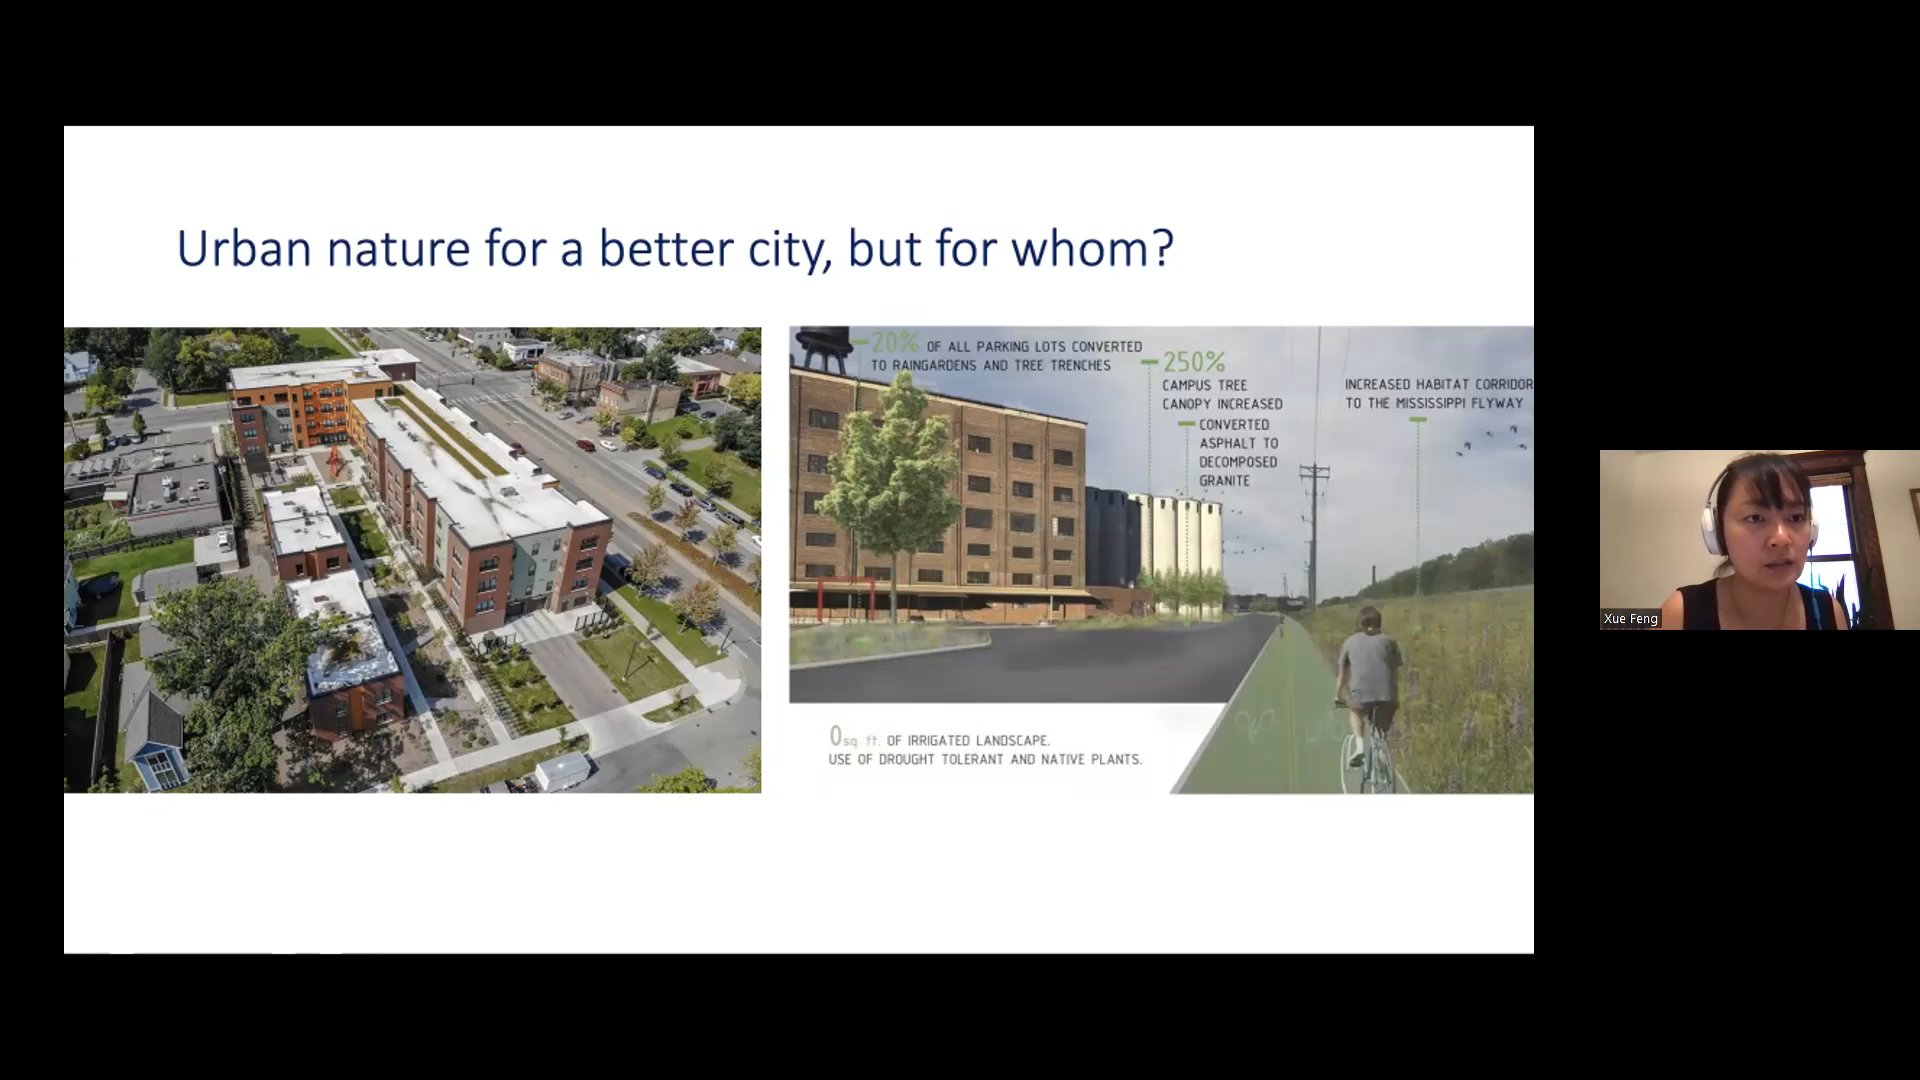 Urban nature for a better city, but for whom?
20% OF ALL PARKING LOTS CONVERTED
TO RAINGARDENS AND TREE TRENCHES
250%
CAMPUS TREE
CANOPY INCREASED
CONVERTED
ASPHALT TO
DECOMPOSED
GRANITE
INCREASED HABITAT CORRIDOR
TO THE MISSISSIPPI FLYWAY
0sq. ft. OF IRRIGATED LANDSCAPE.
USE OF DROUGHT TOLERANT AND NATIVE PLANTS.
Xue Feng